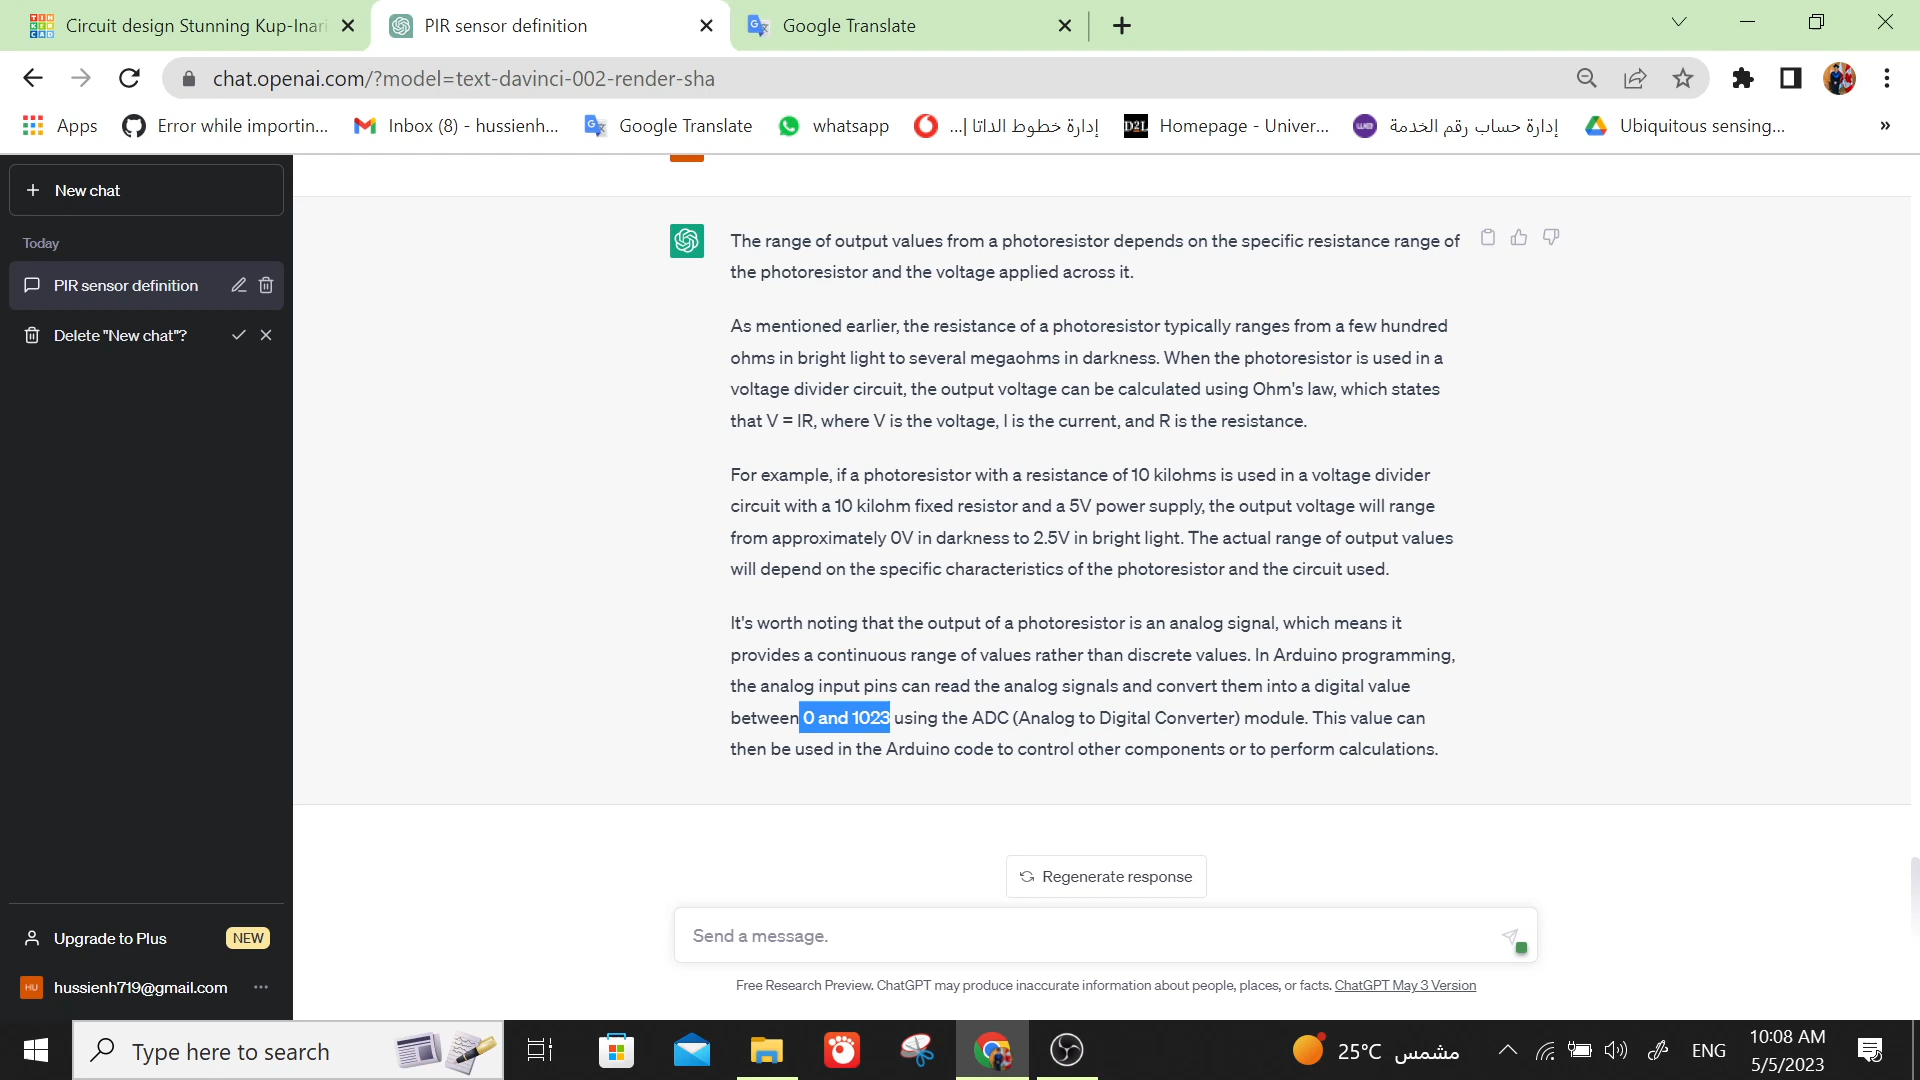 Circuit design Stunning Kup-Inari
PIR sensor definition
Google Translate
chat.openai.com/?model=text-davinci-002-render-sha
Apps
Error while importin...
Inbox (8) - hussienh...
Google Translate
whatsapp
إدارة خطوط الداتا |...
D2L
Homepage - Univer...
إدارة حساب رقم الخدمة
Ubiquitous sensing...
»
New chat
Today
PIR sensor definition
Delete "New chat"?
The range of output values from a photoresistor depends on the specific resistance range of
the photoresistor and the voltage applied across it.
As mentioned earlier, the resistance of a photoresistor typically ranges from a few hundred
ohms in bright light to several megaohms in darkness. When the photoresistor is used in a
voltage divider circuit, the output voltage can be calculated using Ohm's law, which states
that V = IR, where V is the voltage, I is the current, and R is the resistance.
For example, if a photoresistor with a resistance of 10 kilohms is used in a voltage divider
circuit with a 10 kilohm fixed resistor and a 5V power supply, the output voltage will range
from approximately 0V in darkness to 2.5V in bright light. The actual range of output values
will depend on the specific characteristics of the photoresistor and the circuit used.
It's worth noting that the output of a photoresistor is an analog signal, which means it
provides a continuous range of values rather than discrete values. In Arduino programming,
the analog input pins can read the analog signals and convert them into a digital value
between 0 and 1023 using the ADC (Analog to Digital Converter) module. This value can
then be used in the Arduino code to control other components or to perform calculations.
Regenerate response
Send a message.
Free Research Preview. ChatGPT may produce inaccurate information about people, places, or facts. ChatGPT May 3 Version
Upgrade to Plus
NEW
HU
hussienh719@gmail.com
Type here to search
25°C مشمس
ENG
10:08 AM
5/5/2023